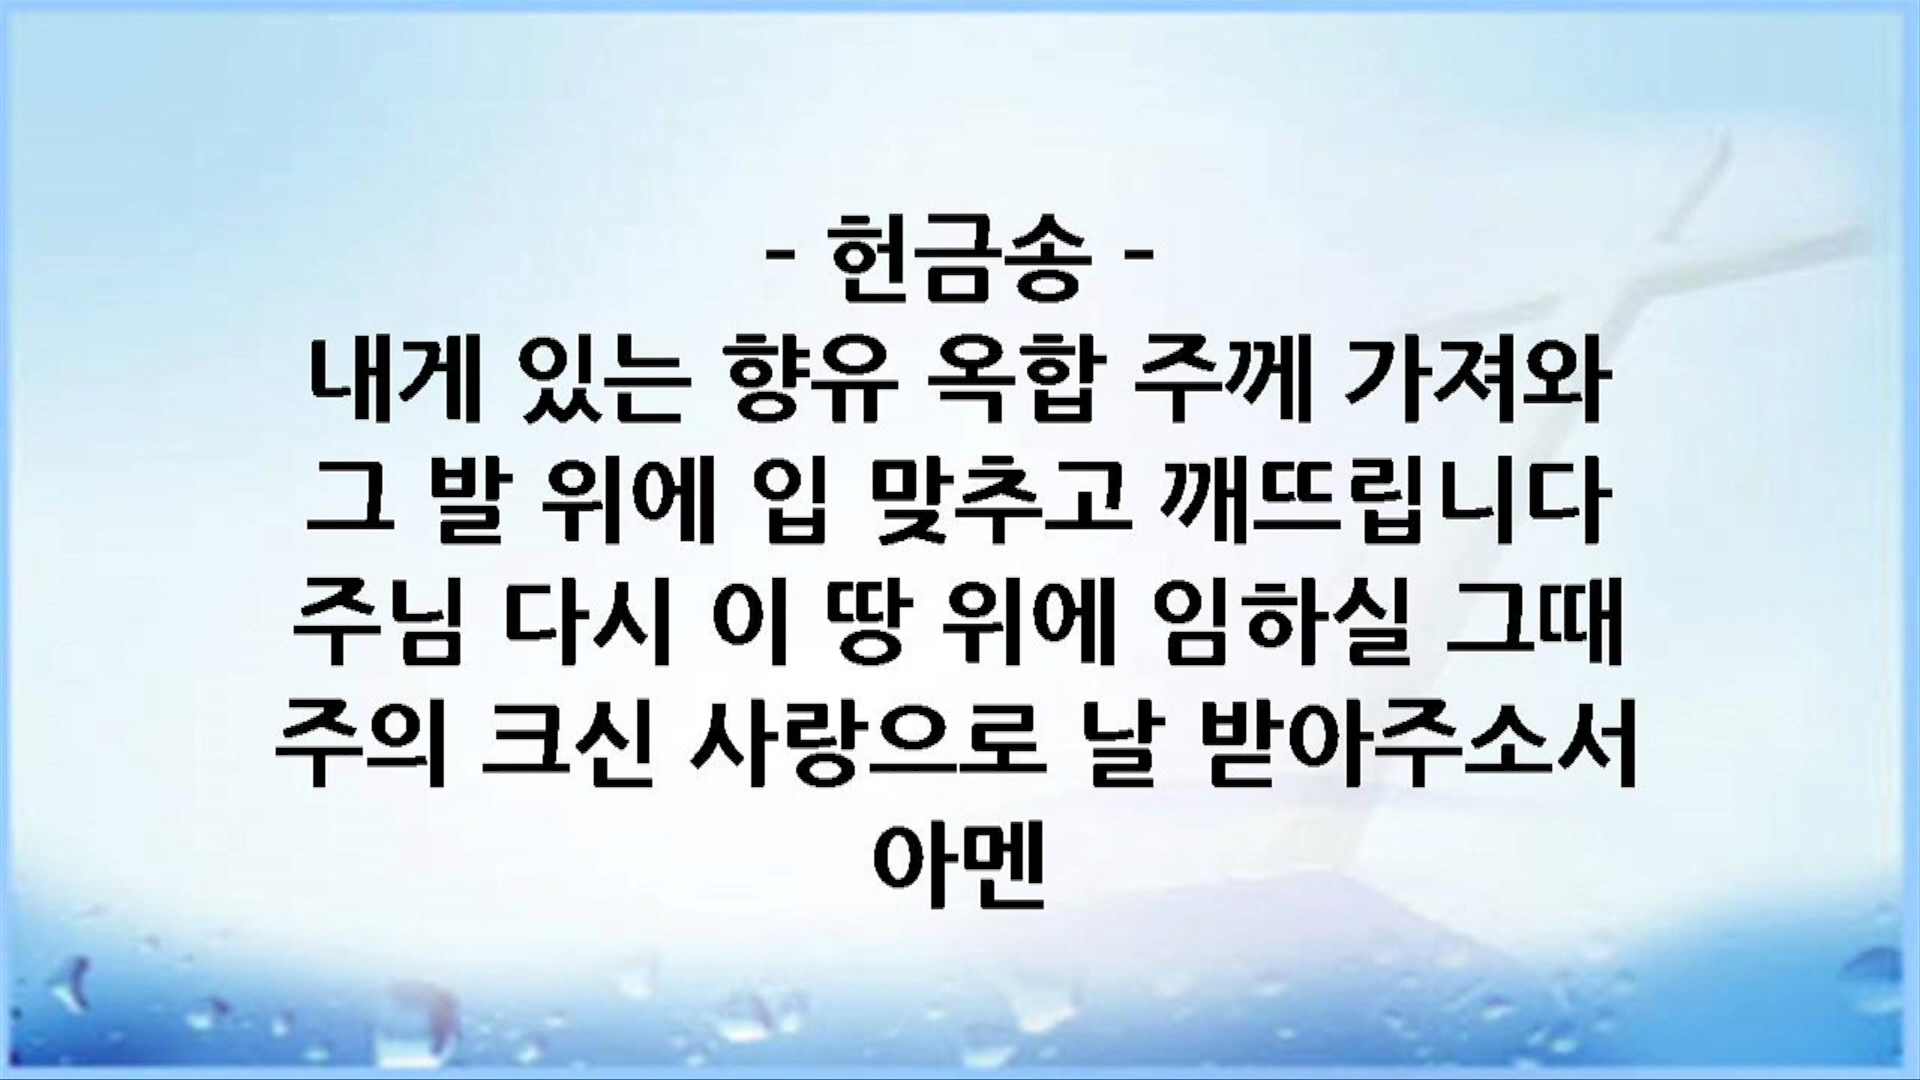 - 헌금송 -
내게 있는 향유 옥합 주께 가져와
그 발 위에 입 맞추고 깨뜨립니다
주님 다시 이 땅 위에 임하실 그때
주의 크신 사랑으로 날 받아주소서
아멘